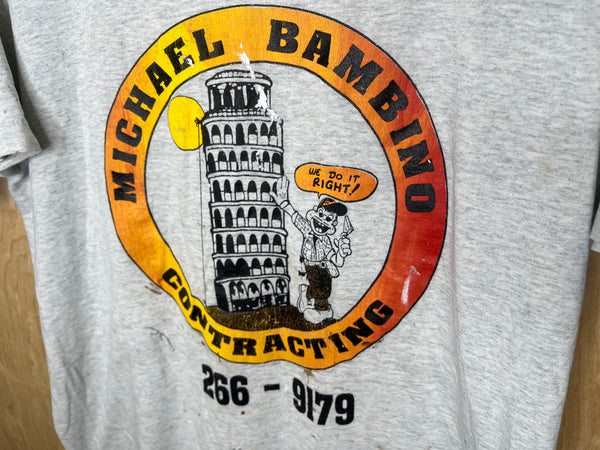 MICHAEL BAMBINO
WE DO IT
RIGHT!
CONTRACTING
266 - 9179